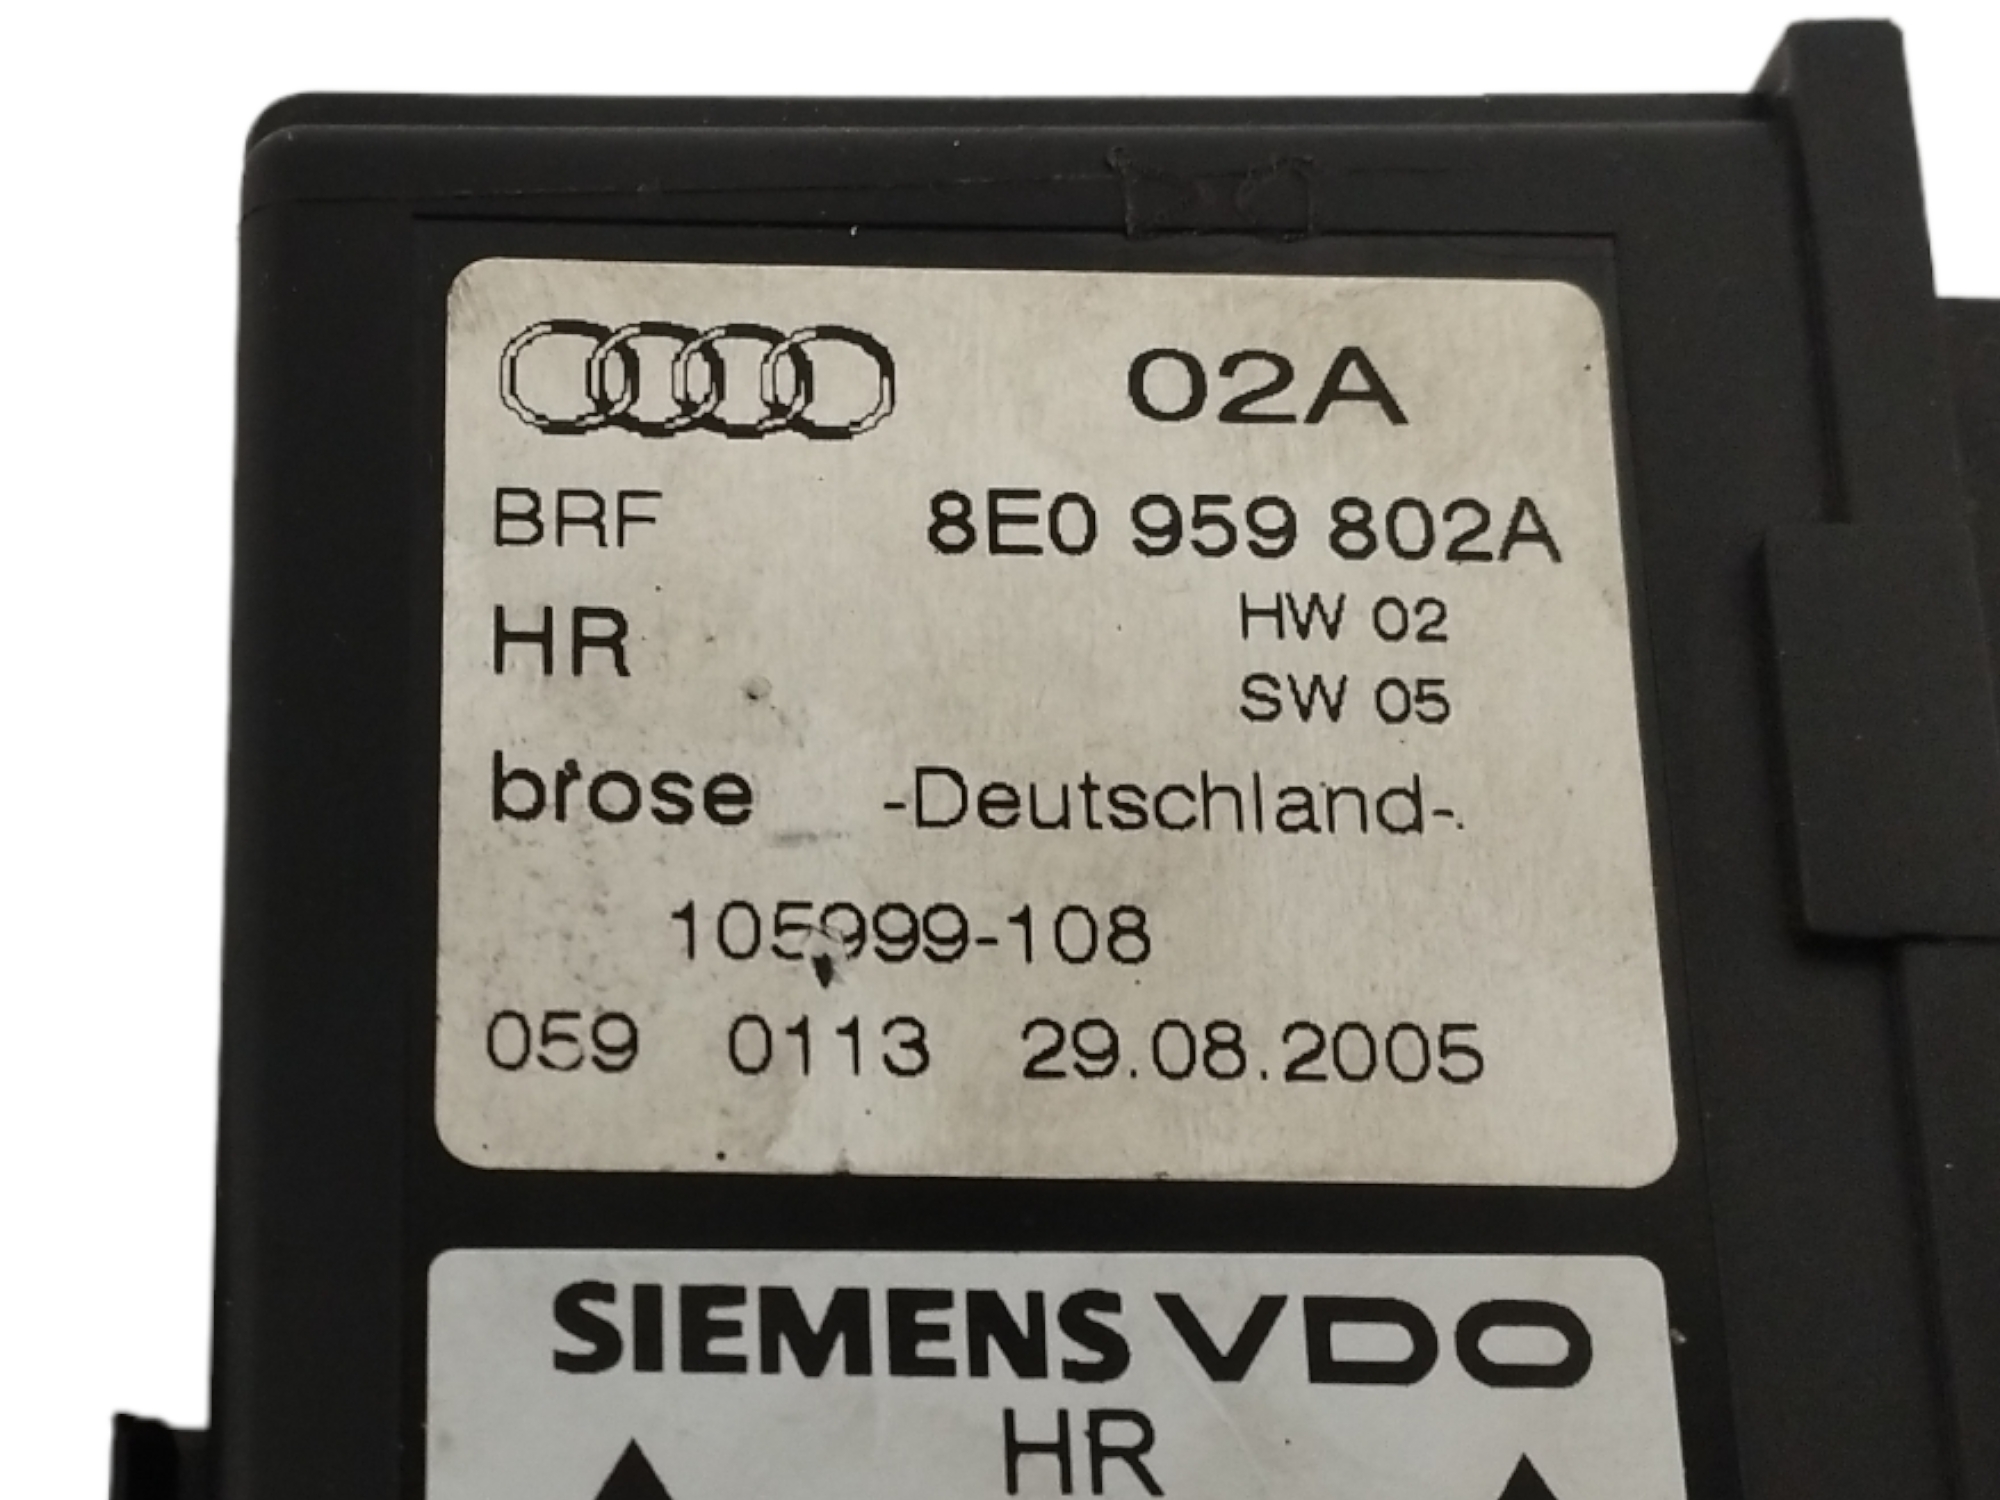 02A
BRF 8E0 959 802A
HR HW 02
SW 05
brose -Deutschland-.
105999-108
059 0113 29.08.2005
SIEMENS VDO
HR